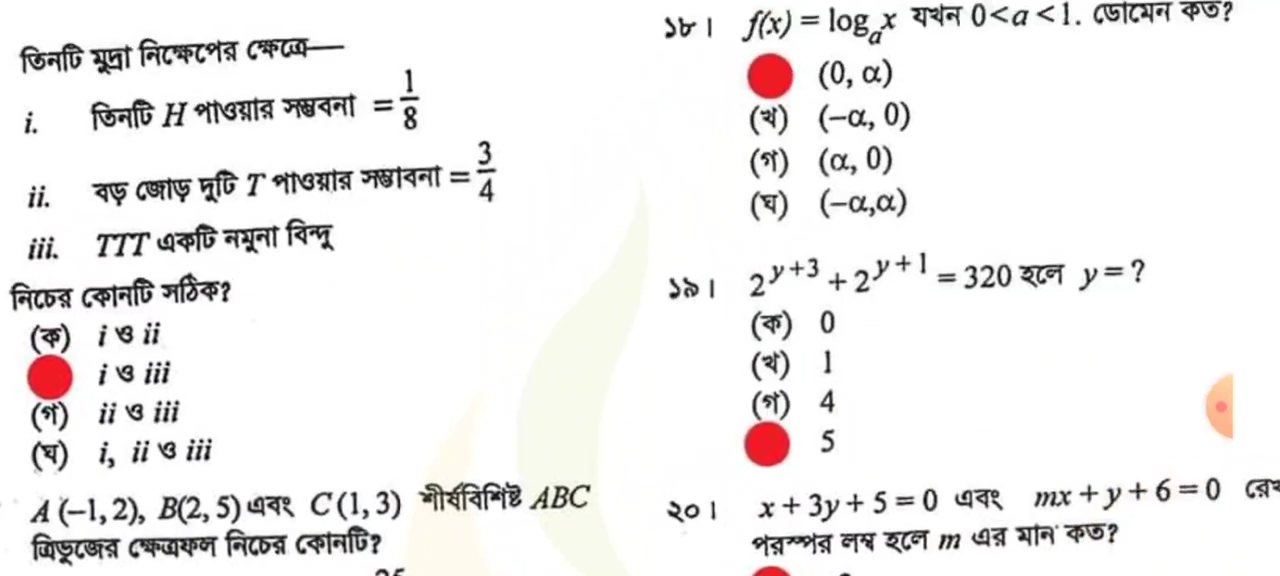 তিনটি মুদ্রা নিক্ষেপের ক্ষেত্রে—
i. তিনটি H পাওয়ার সম্ভবনা = 1/8
ii. বড় জোড় দুটি T পাওয়ার সম্ভাবনা = 3/4
iii. TTT একটি নমুনা বিন্দু
নিচের কোনটি সঠিক?
(ক) i ও ii
i ও iii
(গ) ii ও iii
(ঘ) i, ii ও iii
A (–1, 2), B(2, 5) এবং C (1, 3) শীর্ষবিশিষ্ট ABC
ত্রিভুজের ক্ষেত্রফল নিচের কোনটি?
১৮। f(x) = logₐx যখন 0<a<1. ডোমেন কত?
(0, α)
(খ) (–α, 0)
(গ) (α, 0)
(ঘ) (–α,α)
১৯। 2^(y+3) + 2^(y+1) = 320 হলে y = ?
(ক) 0
(খ) 1
(গ) 4
5
২০। x + 3y + 5 = 0 এবং mx + y + 6 = 0
পরস্পর লম্ব হলে m এর মান কত?